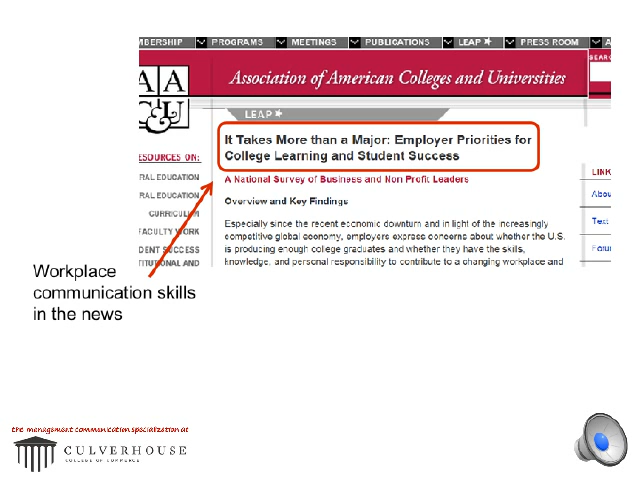 MBERSHIP PROGRAMS MEETINGS PUBLICATIONS LEAP PRESS ROOM A
SEARC
AA
C&U
Association of American Colleges and Universities
LEAP
It Takes More than a Major: Employer Priorities for
College Learning and Student Success
ESOURCES ON:
RAL EDUCATION
RAL EDUCATION
CURRICULUM
FACULTY WORK
DENT SUCCESS
TITUTIONAL AND
A National Survey of Business and Non Profit Leaders
Overview and Key Findings
Especially since the recent economic downturn and in light of the increasingly
competitive global economy, employers express concerns about whether the U.S.
is producing enough college graduates and whether they have the skills,
knowledge, and personal responsibility to contribute to a changing workplace and
LINK
Abou
Text
Forum
Workplace
communication skills
in the news
the management communication specialization at
CULVERHOUSE
COLLEGE OF COMMERCE